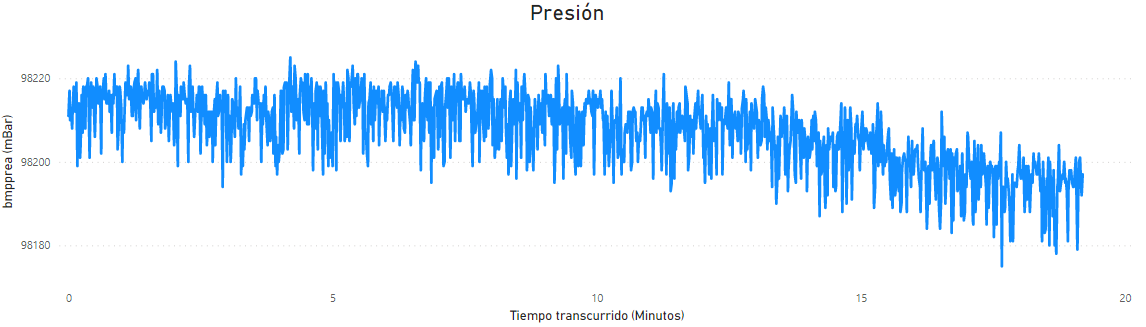 Presión
bmpprea (mBar)
98220
98200
98180
0 5 10 15 20
Tiempo transcurrido (Minutos)